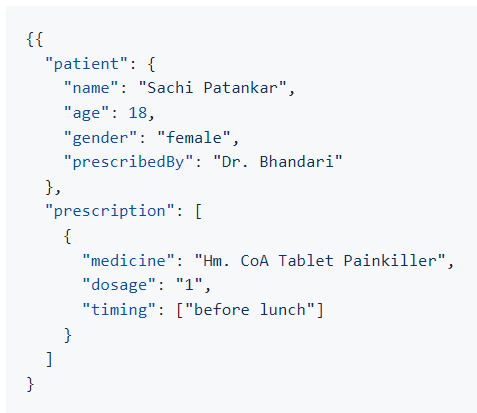 {{
  "patient": {
    "name": "Sachi Patankar",
    "age": 18,
    "gender": "female",
    "prescribedBy": "Dr. Bhandari"
  },
  "prescription": [
    {
      "medicine": "Hm. CoA Tablet Painkiller",
      "dosage": "1",
      "timing": ["before lunch"]
    }
  ]
}